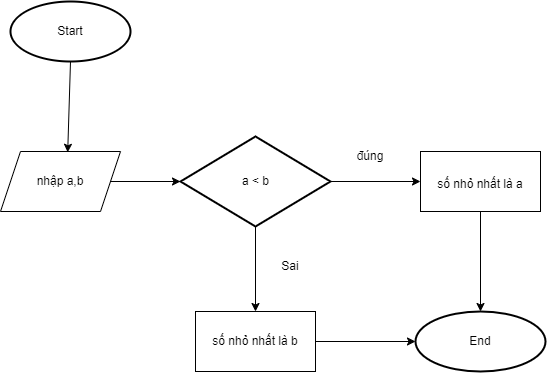 Start
nhập a,b
a < b
đúng
số nhỏ nhất là a
Sai
số nhỏ nhất là b
End